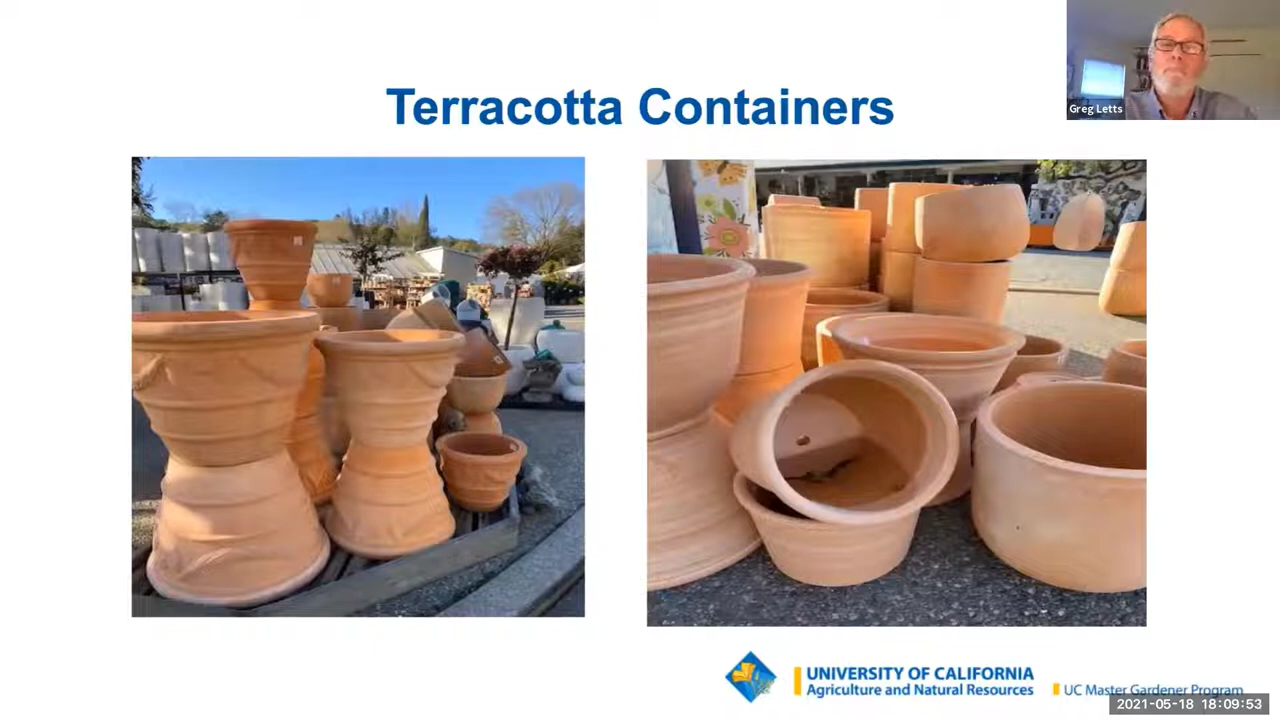 Greg Letts
Terracotta Containers
UNIVERSITY OF CALIFORNIA
Agriculture and Natural Resources
UC Master Gardener Program
2021-05-18 18:09:53